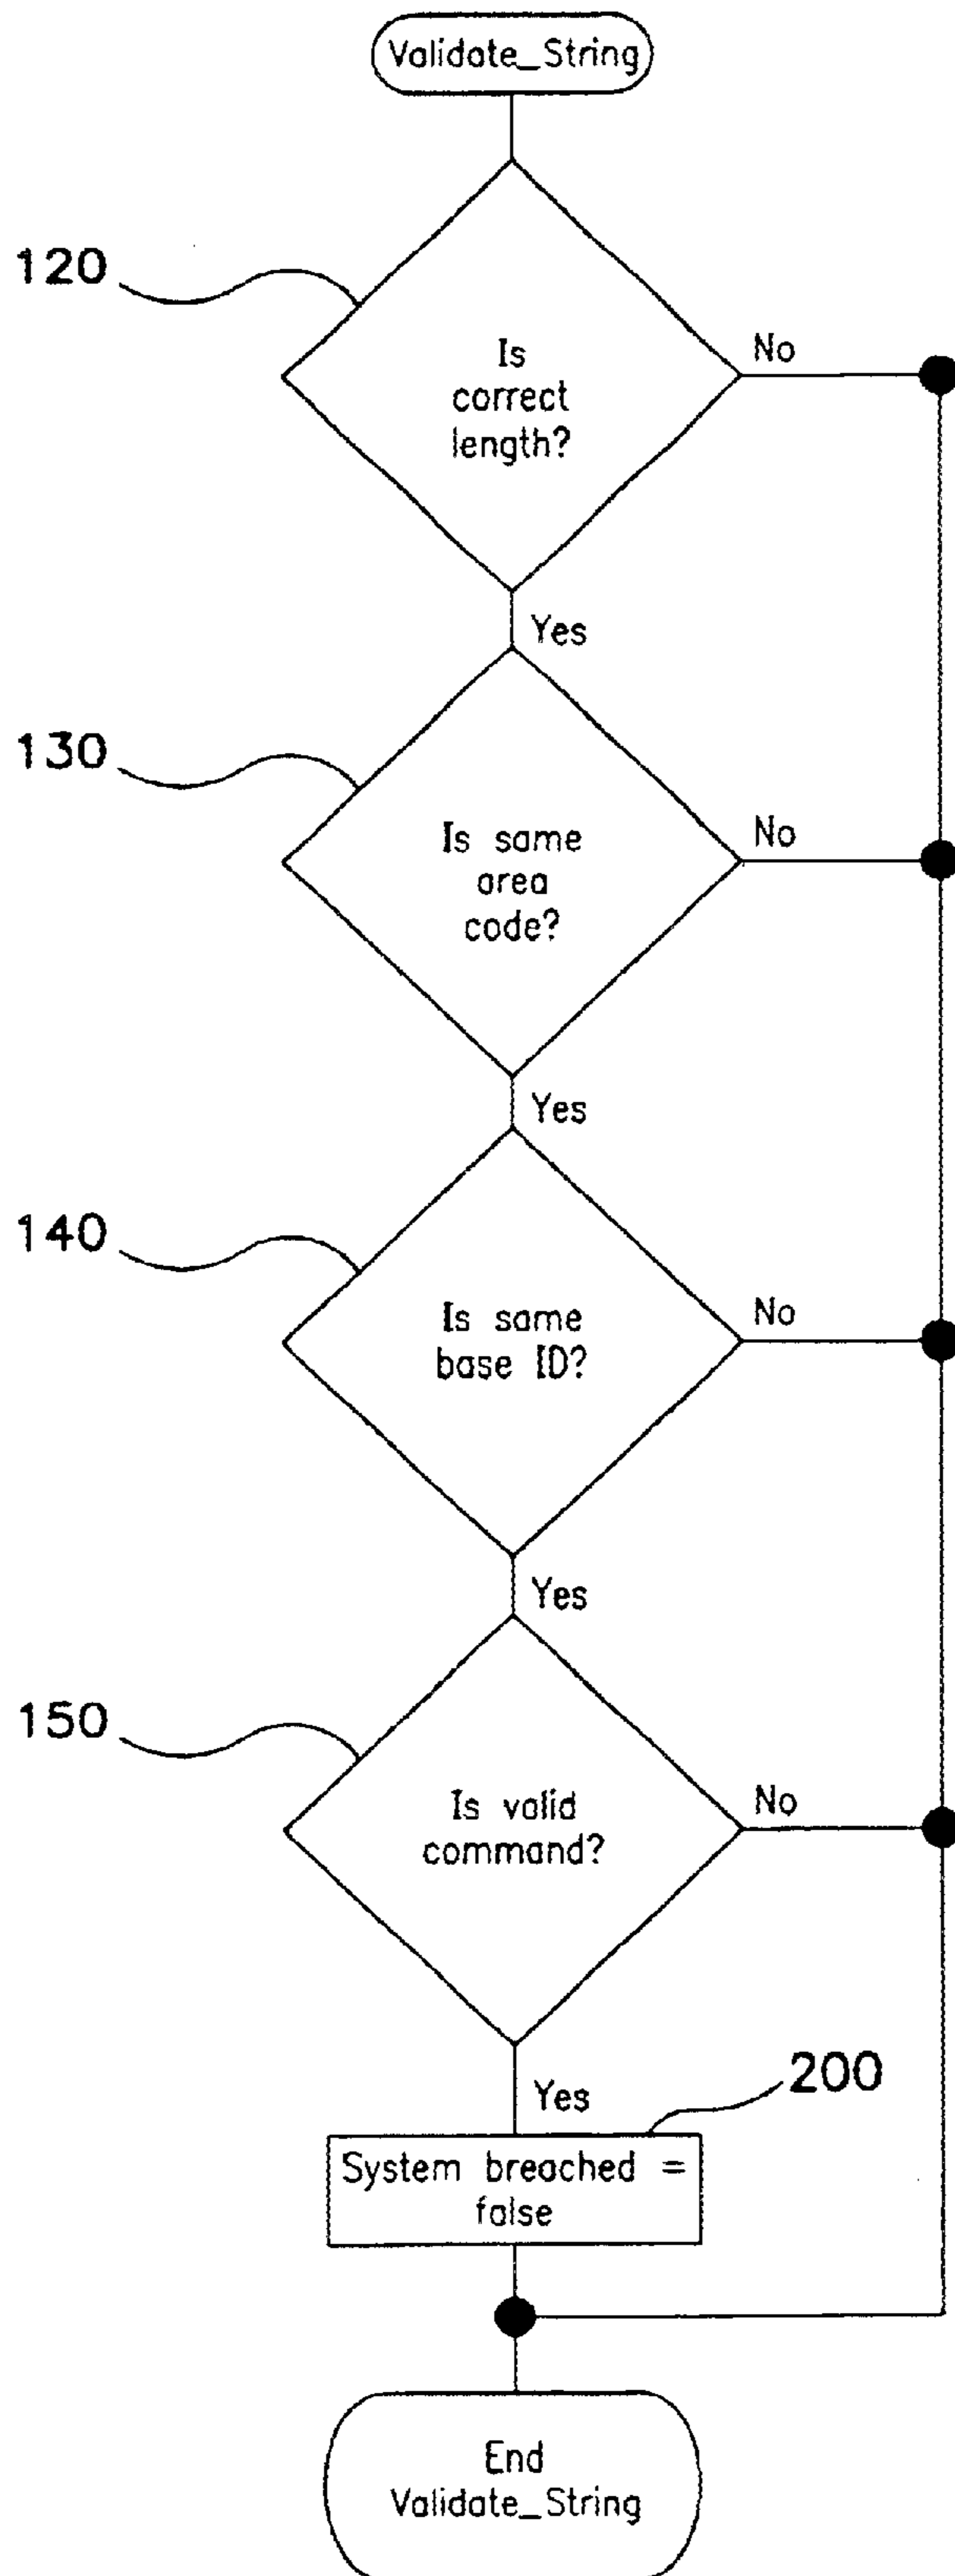 Validate_String
120
Is
correct
length?
No
Yes
130
Is same
area
code?
No
Yes
140
Is same
base ID?
No
Yes
150
Is valid
command?
No
Yes
200
System breached =
false
End
Validate_String